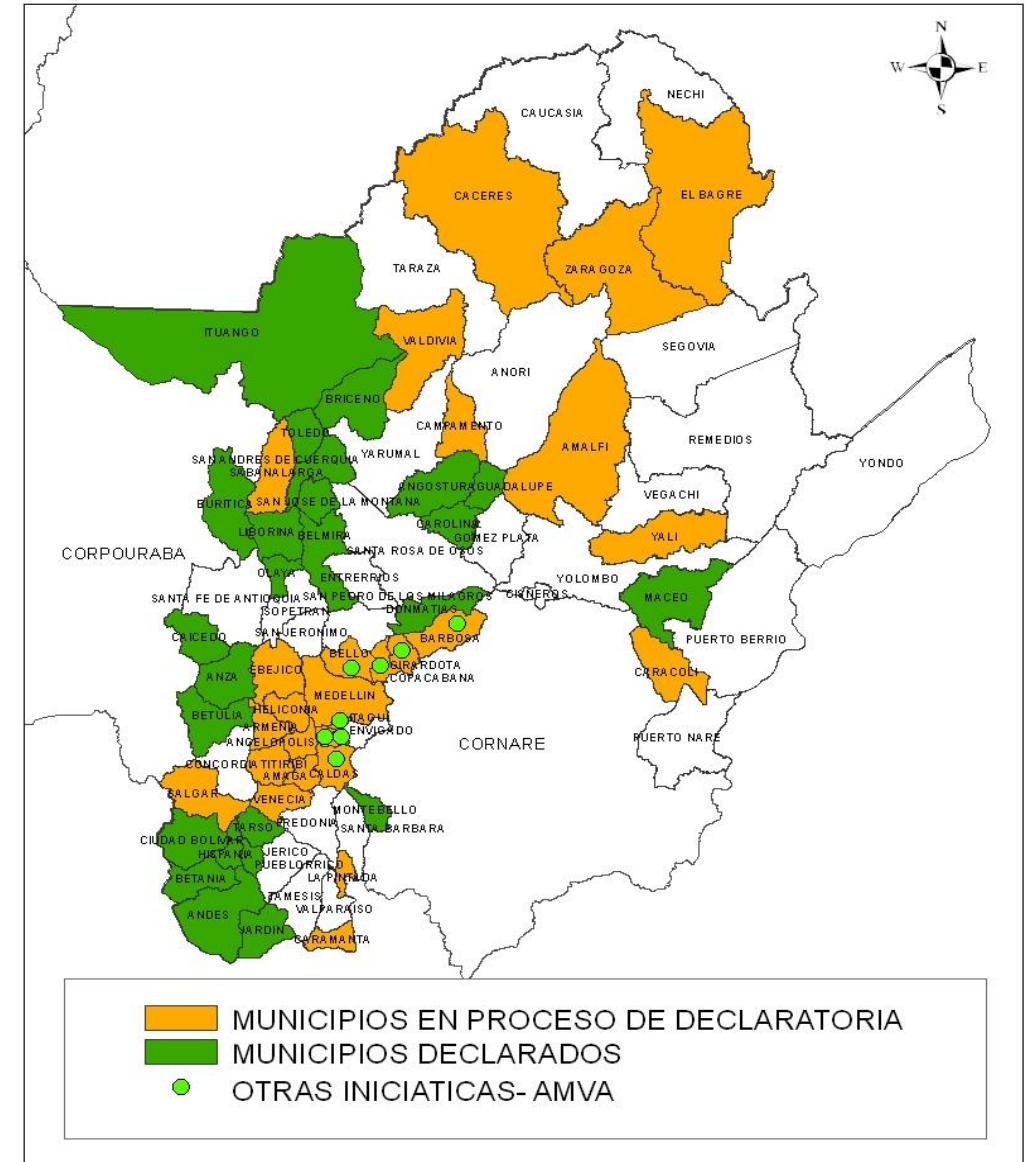 N
W E
S
NECHI
CAUCASIA
EL BAGRE
CACERES
ZARAGOZA
TARAZA
ITUANGO
VALDIVIA
SEGOVIA
ANORI
BRICENO
CAMPAMENTO
TOLEDO
REMEDIOS
AMALFI
YARUMAL
SAN ANDRES DE CUERQUIA
YONDO
SABANALARGA
ANGOSTURA
GUADALUPE
VEGACHI
BURITICA
SAN JOSE DE LA MONTANA
CAROLINA
LIBORINA
BELMIRA
GOMEZ PLATA
YALI
CORPOURABA
SANTA ROSA DE OSOS
OLAYA
ENTRERRIOS
YOLOMBO
CISNEROS
MACEO
SANTA FE DE ANTIOQUIA
SAN PEDRO DE LOS MILAGROS
DONMATIAS
SOPETRAN
SAN JERONIMO
CAICEDO
BARBOSA
PUERTO BERRIO
BELLO
GIRARDOTA
EBEJICO
COPACABANA
CARACOLI
ANZA
MEDELLIN
HELICONIA
BETULIA
ITAGUI
ARMENIA
ENVIGADO
ANGELOPOLIS
PUERTO NARE
CORNARE
CONCORDIA
TITIRIBI
AMAGA
CALDAS
SALGAR
VENECIA
MONTEBELLO
FREDONIA
TARSO
SANTA BARBARA
CIUDAD BOLIVAR
HISPANIA
JERICO
PUEBLORRICO
LA PINTADA
BETANIA
TAMESIS
VALPARAISO
ANDES
JARDIN
CARAMANTA
MUNICIPIOS EN PROCESO DE DECLARATORIA
MUNICIPIOS DECLARADOS
OTRAS INICIATICAS- AMVA